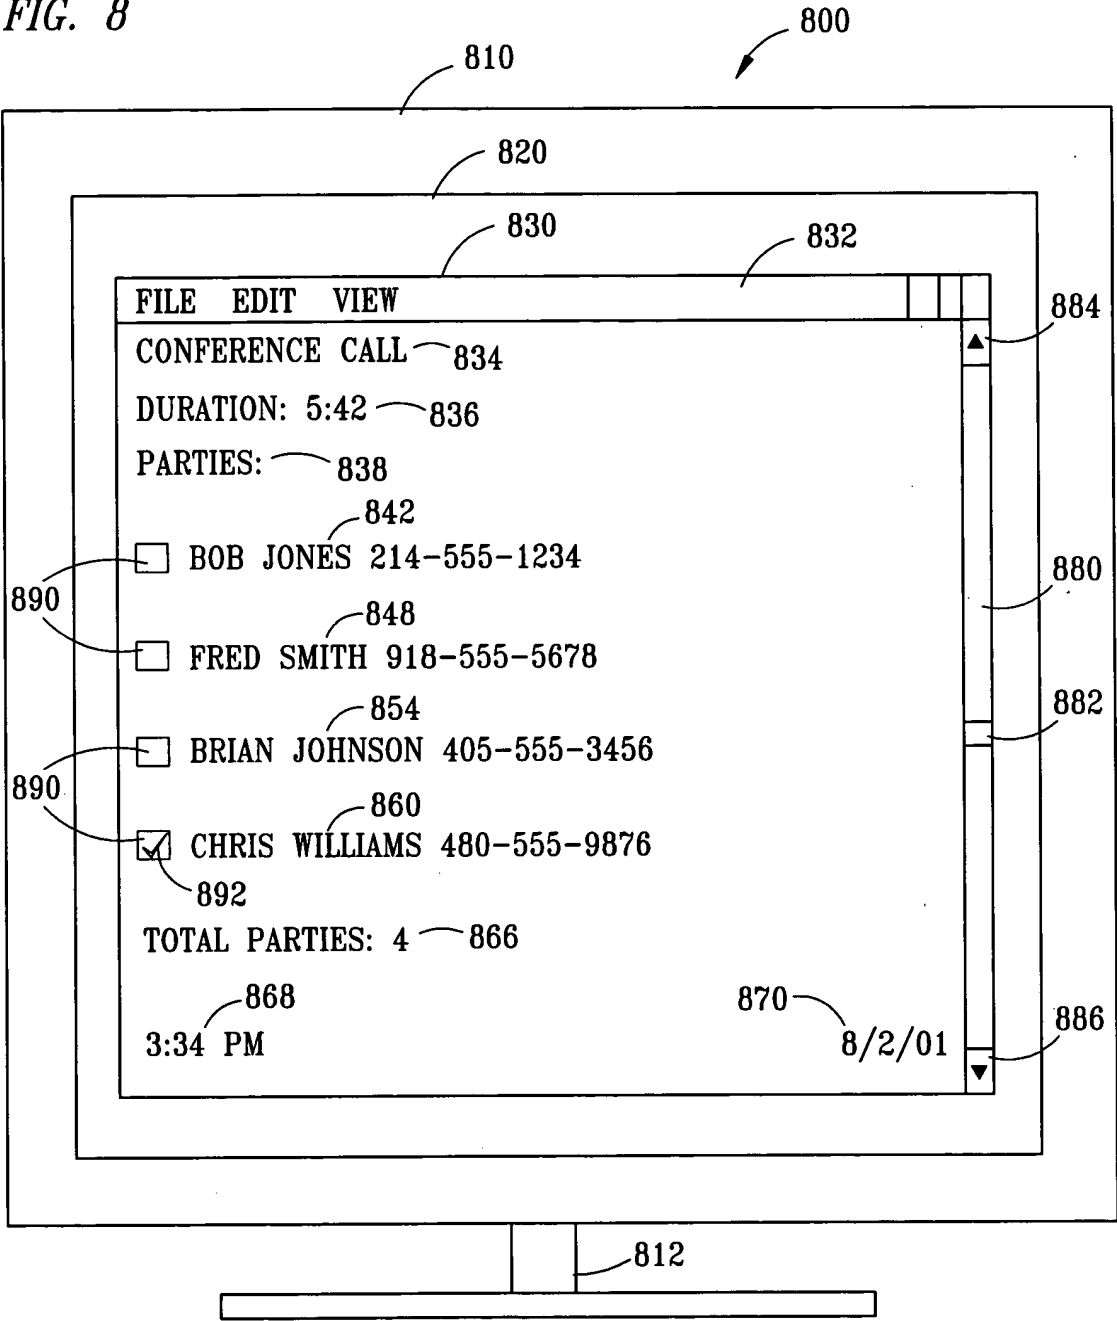 FIG. 8
800
810
820
830
832
FILE EDIT VIEW
884
CONFERENCE CALL 834
DURATION: 5:42 836
PARTIES: 838
842
BOB JONES 214-555-1234
890
880
848
FRED SMITH 918-555-5678
854
882
BRIAN JOHNSON 405-555-3456
890
860
CHRIS WILLIAMS 480-555-9876
892
TOTAL PARTIES: 4 866
868
870
886
3:34 PM
8/2/01
812